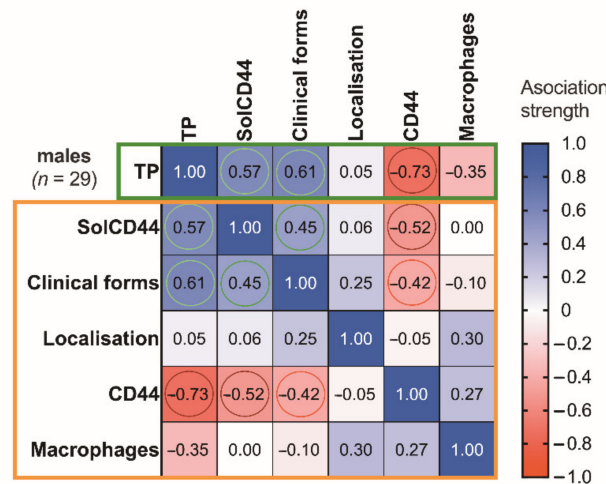 TP SolCD44 Clinical forms Localisation CD44 Macrophages
Asociation
strength
males
(n = 29)
TP 1.00 0.57 0.61 0.05 −0.73 −0.35
SolCD44 0.57 1.00 0.45 0.06 −0.52 0.00
Clinical forms 0.61 0.45 1.00 0.25 −0.42 −0.10
Localisation 0.05 0.06 0.25 1.00 −0.05 0.30
CD44 −0.73 −0.52 −0.42 −0.05 1.00 0.27
Macrophages −0.35 0.00 −0.10 0.30 0.27 1.00
1.0
0.8
0.6
0.4
0.2
0
−0.2
−0.4
−0.6
−0.8
−1.0